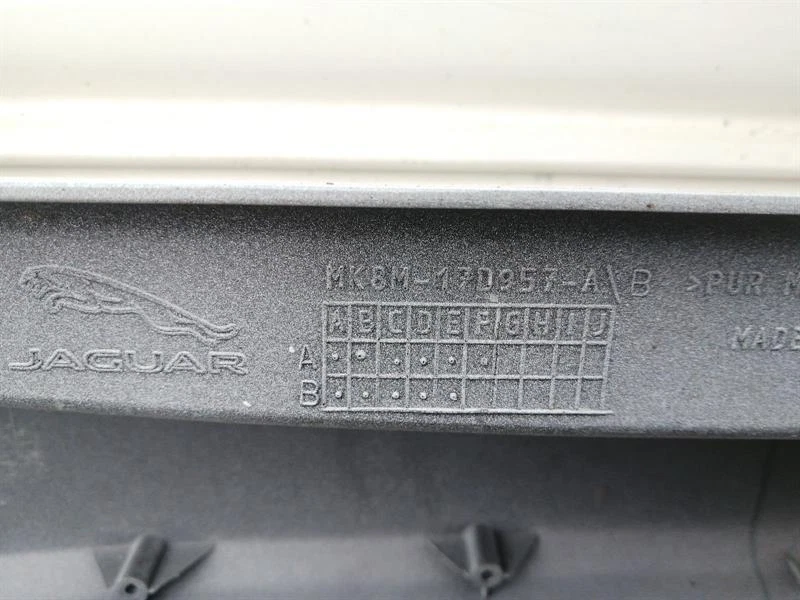 MK8M-17D957-A\B >PUR M
MADE
JAGUAR
A B C D E F G H I J
A
B